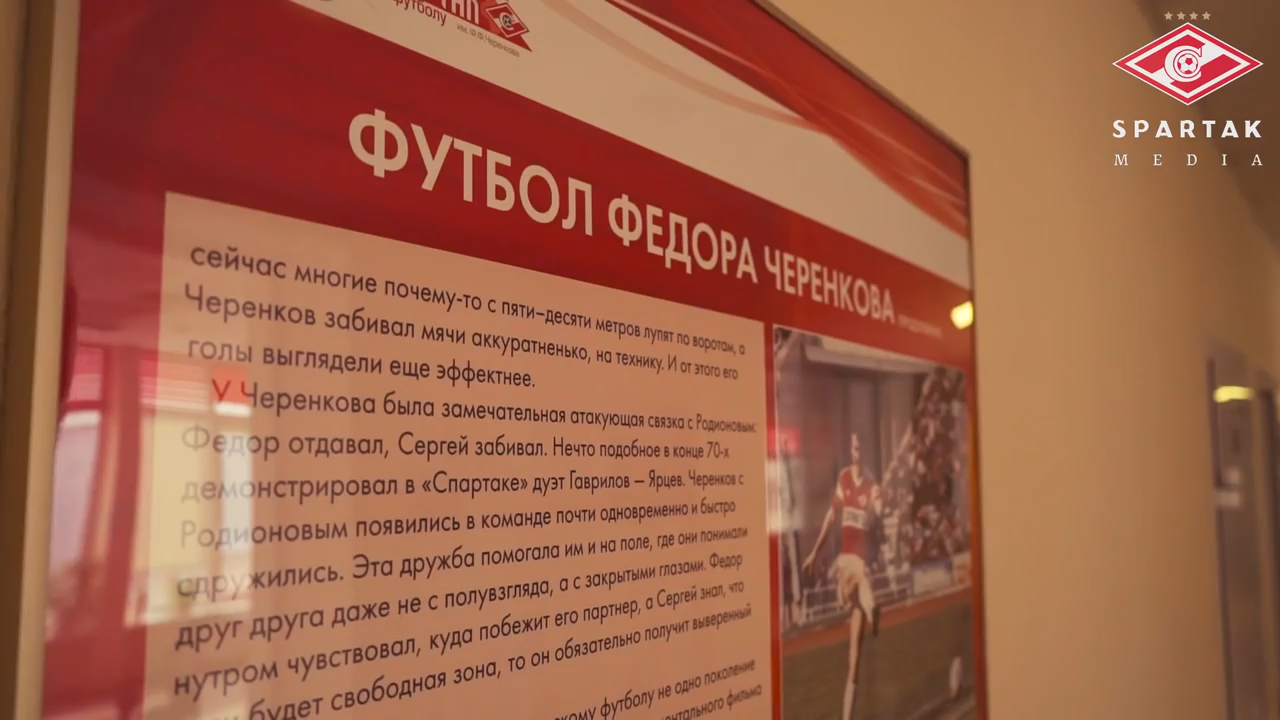 футболу
им. Ф.Ф.Черенкова
SPARTAK
MEDIA
ФУТБОЛ ФЕДОРА ЧЕРЕНКОВА
сейчас многие почему-то с пяти–десяти метров лупят по воротам, а
Черенков забивал мячи аккуратненько, на технику. И от этого его
голы выглядели еще эффектнее.
У Черенкова была замечательная атакующая связка с Родионовым:
Федор отдавал, Сергей забивал. Нечто подобное в конце 70-х
демонстрировал в «Спартаке» дуэт Гаврилов – Ярцев. Черенков с
Родионовым появились в команде почти одновременно и быстро
сдружились. Эта дружба помогала им и на поле, где они понимали
друг друга даже не с полувзгляда, а с закрытыми глазами. Федор
нутром чувствовал, куда побежит его партнер, а Сергей знал, что
будет свободная зона, то он обязательно получит выверенный
футболу не одно поколение
фильма